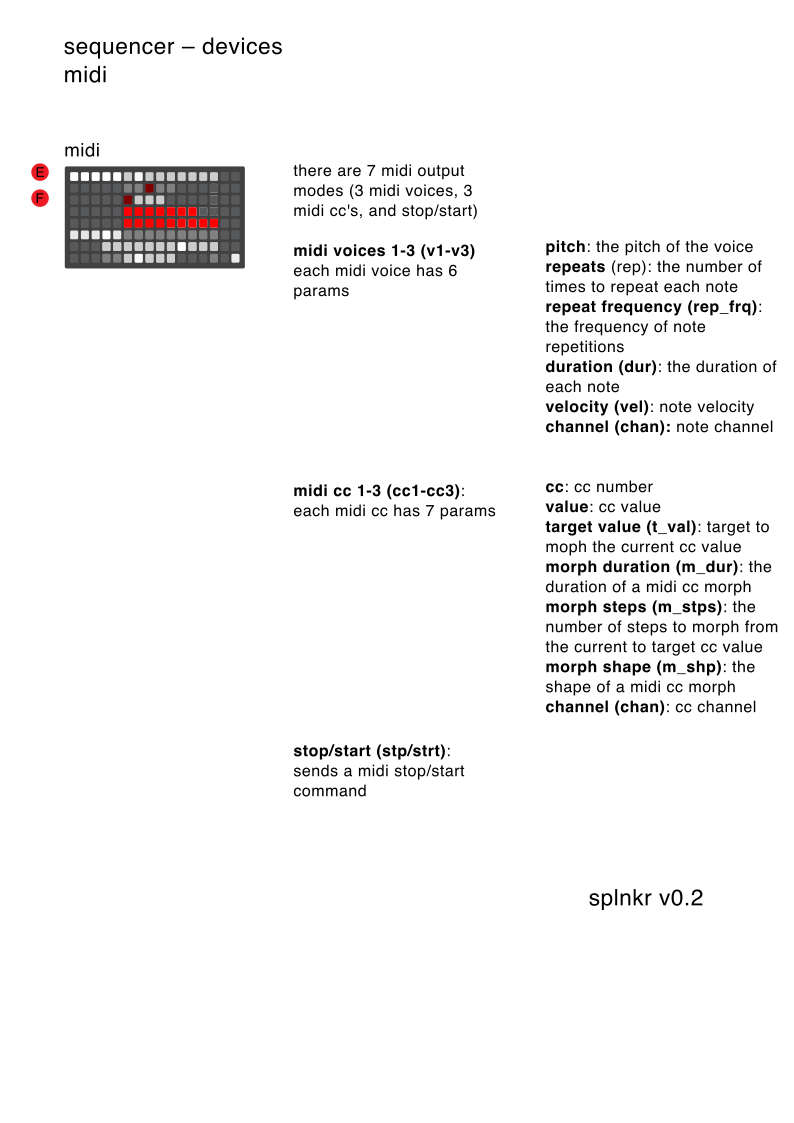 sequencer – devices
midi
midi
E
F
there are 7 midi output
modes (3 midi voices, 3
midi cc's, and stop/start)
midi voices 1-3 (v1-v3)
each midi voice has 6
params
pitch: the pitch of the voice
repeats (rep): the number of
times to repeat each note
repeat frequency (rep_frq):
the frequency of note
repetitions
duration (dur): the duration of
each note
velocity (vel): note velocity
channel (chan): note channel
midi cc 1-3 (cc1-cc3):
each midi cc has 7 params
cc: cc number
value: cc value
target value (t_val): target to
moph the current cc value
morph duration (m_dur): the
duration of a midi cc morph
morph steps (m_stps): the
number of steps to morph from
the current to target cc value
morph shape (m_shp): the
shape of a midi cc morph
channel (chan): cc channel
stop/start (stp/strt):
sends a midi stop/start
command
splnkr v0.2